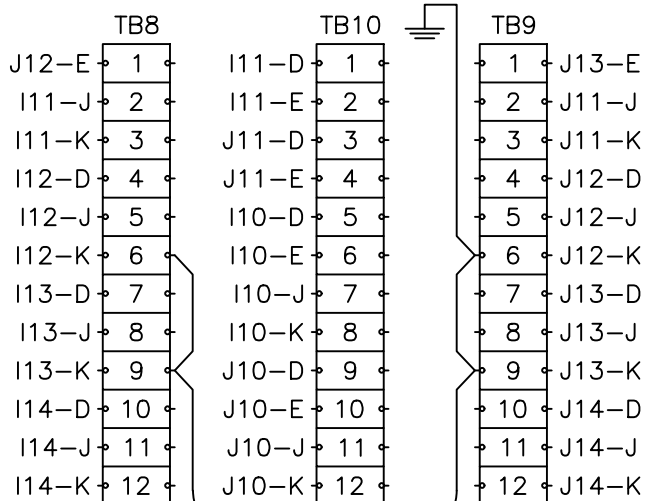 TB8 TB10 TB9
J12-E 1 I11-D 1 1 J13-E
I11-J 2 I11-E 2 2 J11-J
I11-K 3 J11-D 3 3 J11-K
I12-D 4 J11-E 4 4 J12-D
I12-J 5 I10-D 5 5 J12-J
I12-K 6 I10-E 6 6 J12-K
I13-D 7 I10-J 7 7 J13-D
I13-J 8 I10-K 8 8 J13-J
I13-K 9 J10-D 9 9 J13-K
I14-D 10 J10-E 10 10 J14-D
I14-J 11 J10-J 11 11 J14-J
I14-K 12 J10-K 12 12 J14-K